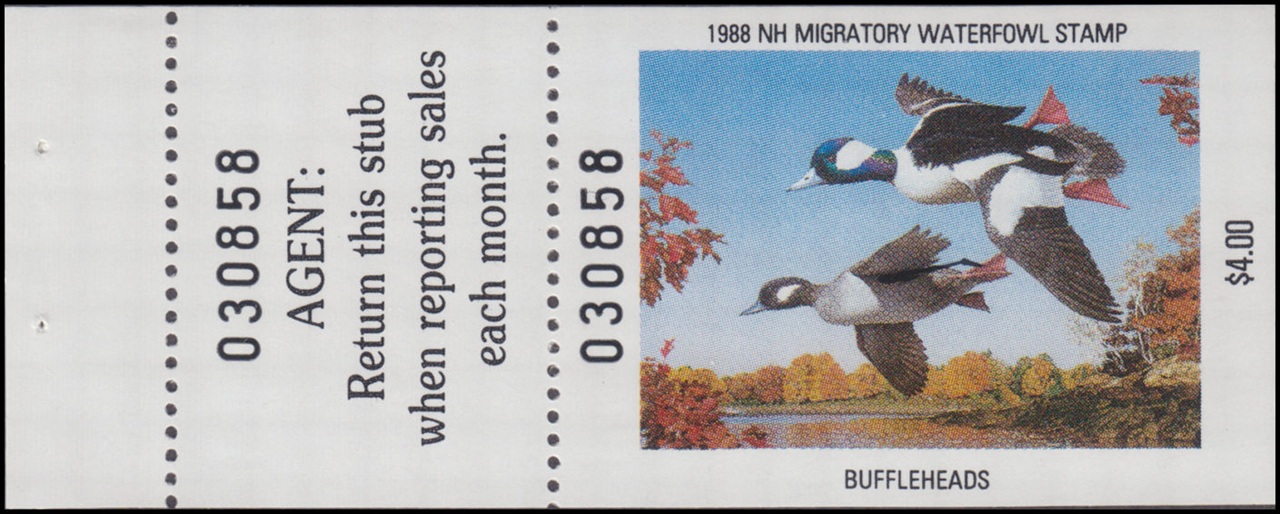 030858
AGENT:
Return this stub
when reporting sales
each month.
030858
1988 NH MIGRATORY WATERFOWL STAMP
$4.00
BUFFLEHEADS